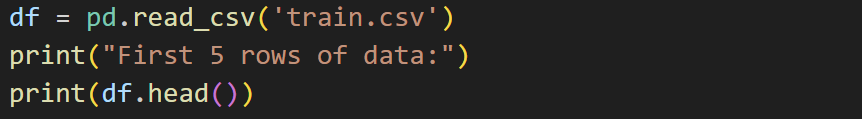 df = pd.read_csv('train.csv')
print("First 5 rows of data:")
print(df.head())